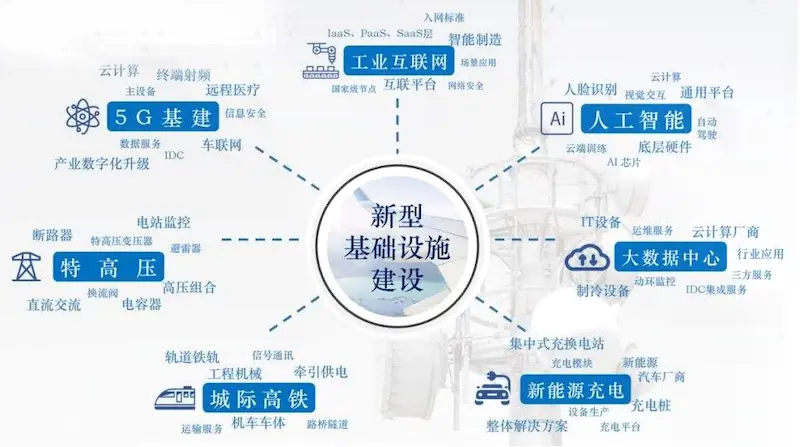 入网标准
IaaS、PaaS、SaaS层
智能制造
工业互联网
场景应用
国家级节点
互联平台
网络安全
云计算
终端射频
主设备
远程医疗
5G基建
信息安全
数据服务
IDC
车联网
产业数字化升级
云计算
人脸识别
视觉交互
通用平台
Ai
人工智能
自动
驾驶
云端训练
底层硬件
AI 芯片
新型
基础设施
建设
电站监控
断路器
特高压变压器
避雷器
特高压
换流阀
高压组合
直流交流
电容器
IT设备
运维服务
云计算厂商
大数据中心
行业应用
动环监控
三方服务
制冷设备
IDC集成服务
轨道铁轨
信号通讯
工程机械
牵引供电
城际高铁
运输服务
机车车体
路桥隧道
集中式充换电站
充电模块
新能源
汽车厂商
新能源充电
设备生产
充电桩
整体解决方案
充电平台